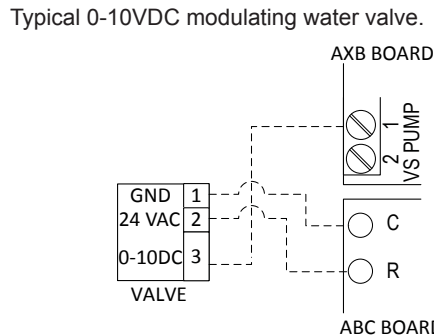 Typical 0-10VDC modulating water valve.
AXB BOARD
1
2
VS PUMP
GND 1
24 VAC 2
0-10DC 3
VALVE
C
R
ABC BOARD